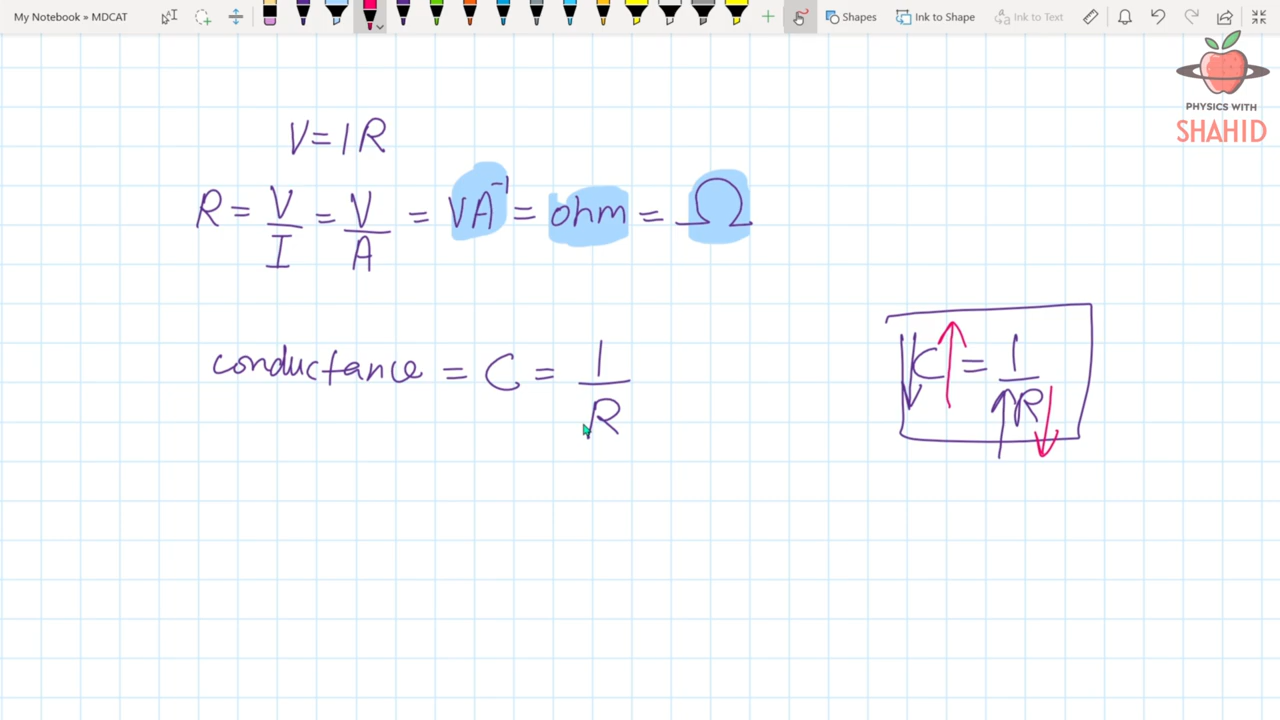 My Notebook » MDCAT
Shapes
Ink to Shape
Ink to Text
PHYSICS WITH
SHAHID
V=IR
R = V/I = V/A = VA⁻¹ = ohm = Ω
conductance = C = 1/R
C = 1/R